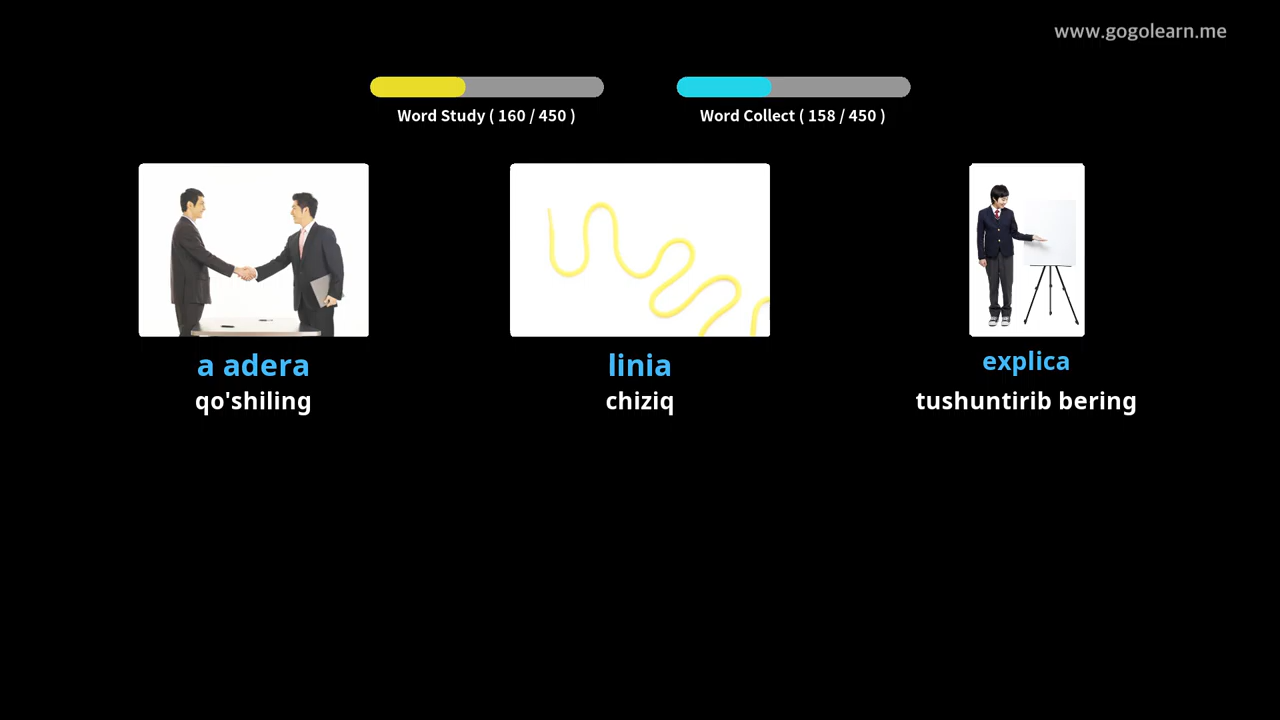 www.gogolearn.me
Word Study ( 160 / 450 )
Word Collect ( 158 / 450 )
a adera
qo'shiling
linia
chiziq
explica
tushuntirib bering